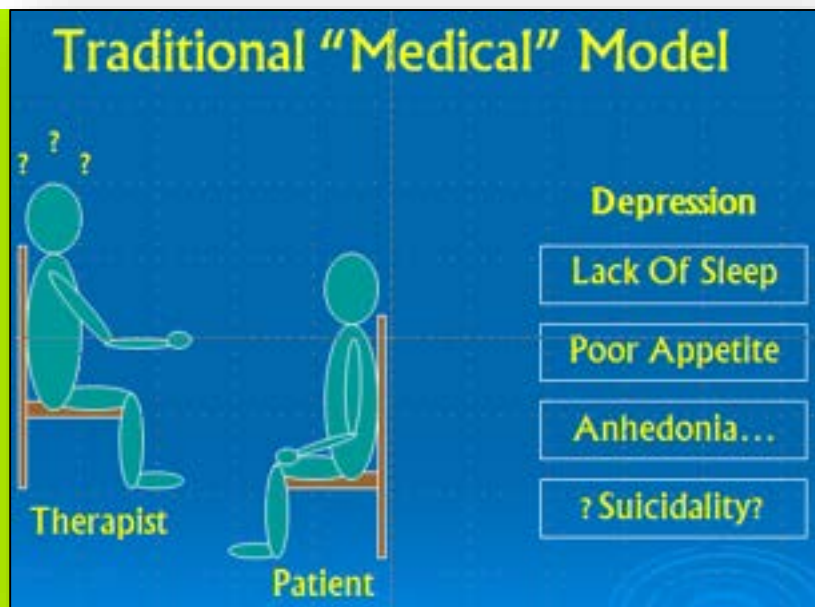 Traditional “Medical” Model
?
? ?
Depression
Lack Of Sleep
Poor Appetite
Anhedonia...
? Suicidality?
Therapist
Patient